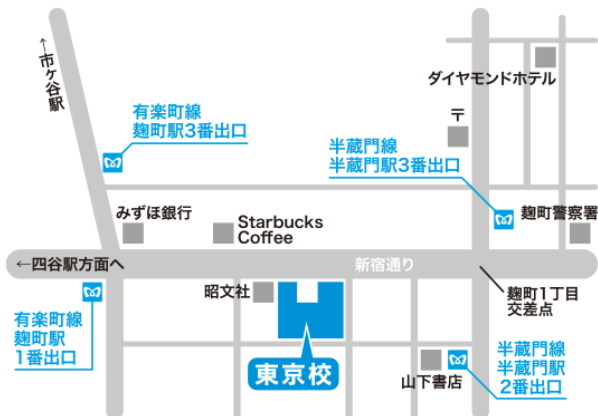 ←市ヶ谷駅
ダイヤモンドホテル
有楽町線
麹町駅3番出口
〒
半蔵門線
半蔵門駅3番出口
みずほ銀行
Starbucks
Coffee
麹町警察署
←四谷駅方面へ
新宿通り
昭文社
麹町1丁目
交差点
有楽町線
麹町駅
1番出口
東京校
山下書店
半蔵門線
半蔵門駅
2番出口